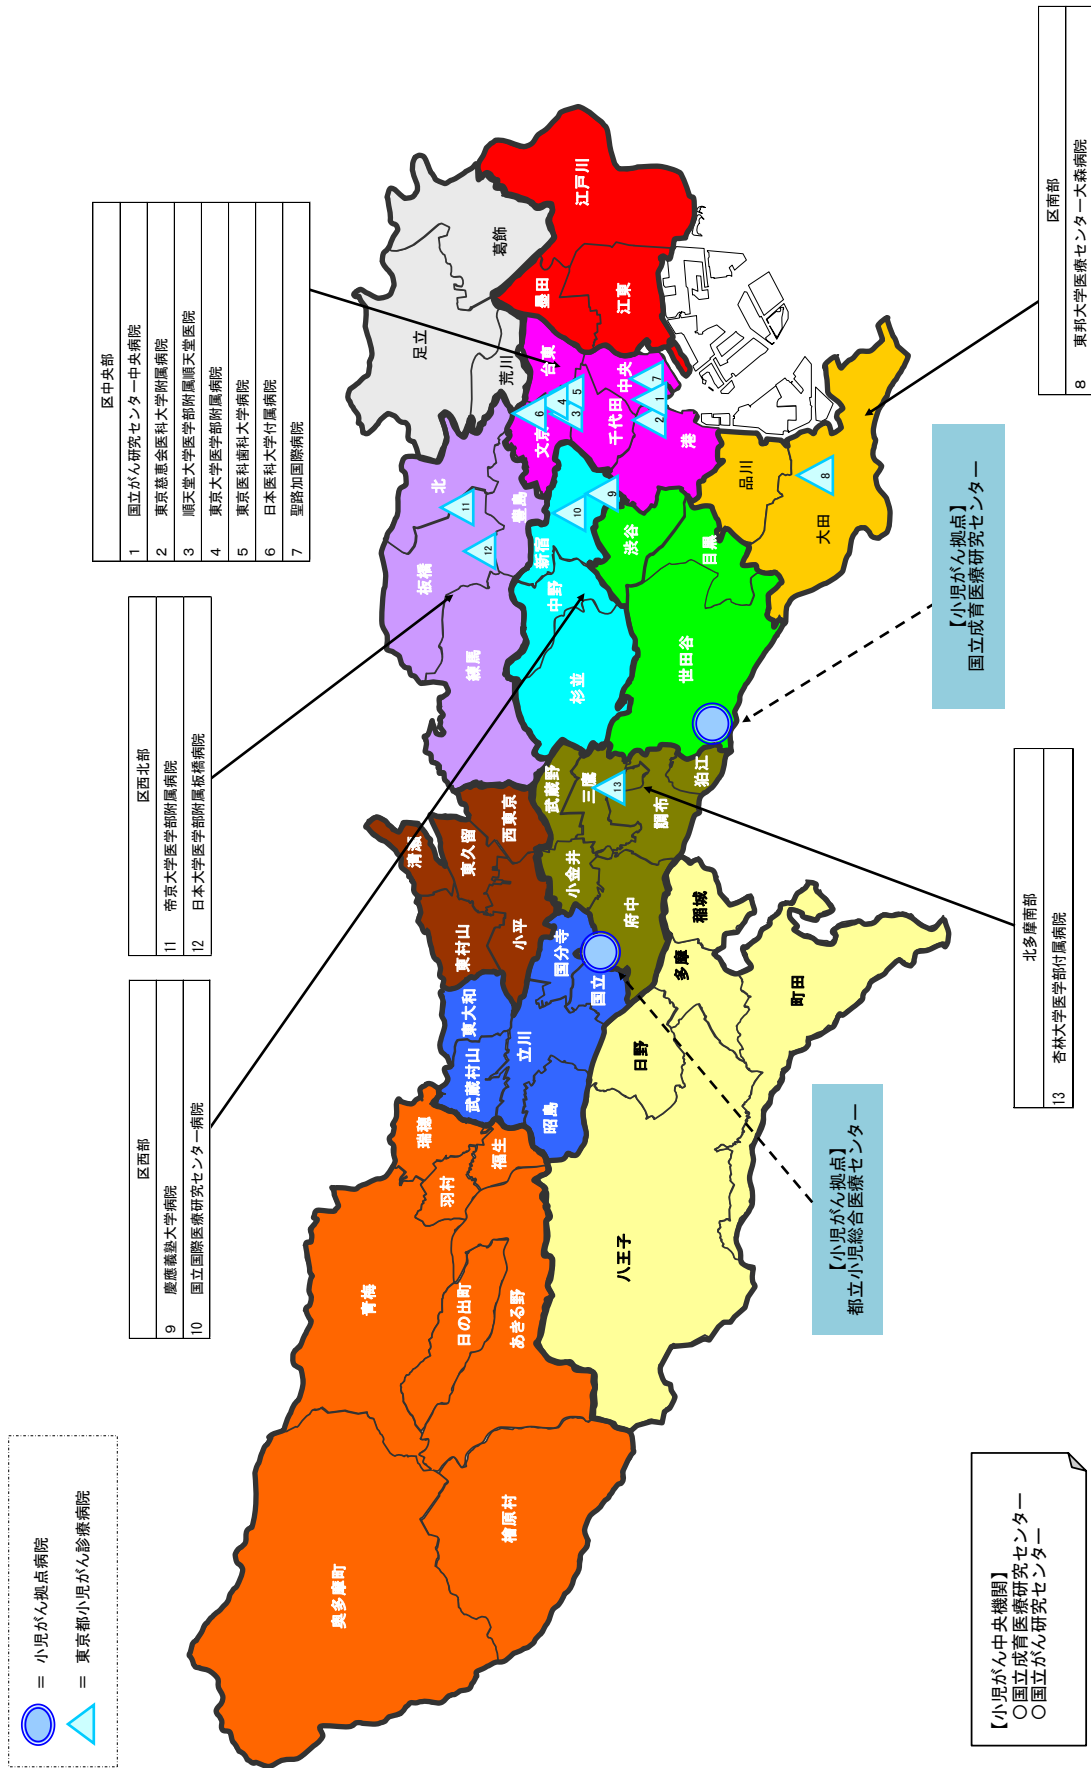 ＝ 小児がん拠点病院
＝ 東京都小児がん診療病院
区西部
9 慶應義塾大学病院
10 国立国際医療研究センター病院
区西北部
11 帝京大学医学部附属病院
12 日本大学医学部附属板橋病院
区中央部
1 国立がん研究センター中央病院
2 東京慈恵会医科大学附属病院
3 順天堂大学医学部附属順天堂医院
4 東京大学医学部附属病院
5 東京医科歯科大学病院
6 日本医科大学付属病院
7 聖路加国際病院
奥多摩町
檜原村
青梅
日の出町
あきる野
瑞穂
羽村
福生
武蔵村山
東大和
立川
昭島
国分寺
国立
東村山
清瀬
東久留
小平
西東京
武蔵野
三鷹
13
小金井
調布
狛江
府中
八王子
日野
多摩
稲城
町田
練馬
板橋
北
豊島
11
12
杉並
中野
新宿
10
9
世田谷
渋谷
目黒
足立
葛飾
荒川
文京
台東
6
4
5
3
千代田
中央
港
7
1
2
墨田
江東
江戸川
品川
大田
8
【小児がん中央機関】
○国立成育医療研究センター
○国立がん研究センター
【小児がん拠点】
都立小児総合医療センター
北多摩南部
13 杏林大学医学部付属病院
【小児がん拠点】
国立成育医療研究センター
区南部
8 東邦大学医療センター大森病院